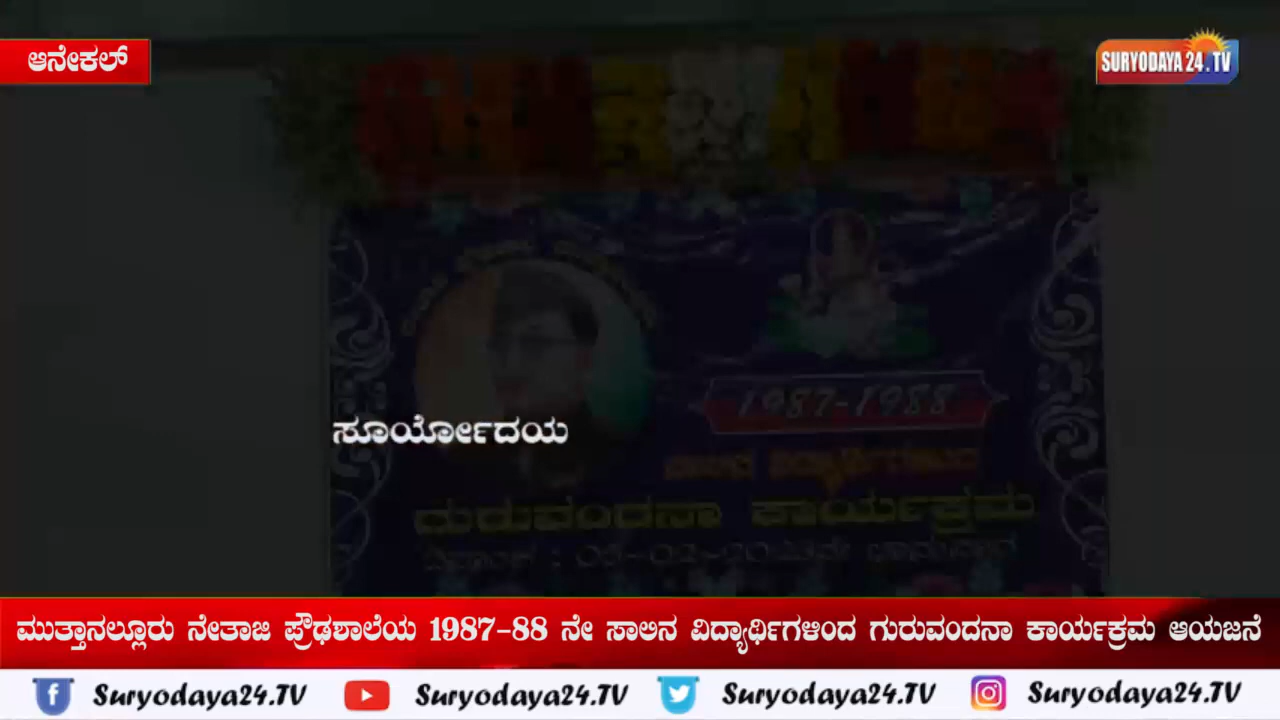 ಆನೇಕಲ್
SURYODAYA 24.TV
1987-1988
ಗುರುವಂದನಾ ಕಾರ್ಯಕ್ರಮ
ಸೂರ್ಯೋದಯ
ಮುತ್ತಾನಲ್ಲೂರು ನೇತಾಜಿ ಪ್ರೌಢಶಾಲೆಯ 1987-88 ನೇ ಸಾಲಿನ ವಿದ್ಯಾರ್ಥಿಗಳಿಂದ ಗುರುವಂದನಾ ಕಾರ್ಯಕ್ರಮ ಆಯಜನೆ
Suryodaya24.TV Suryodaya24.TV Suryodaya24.TV Suryodaya24.TV